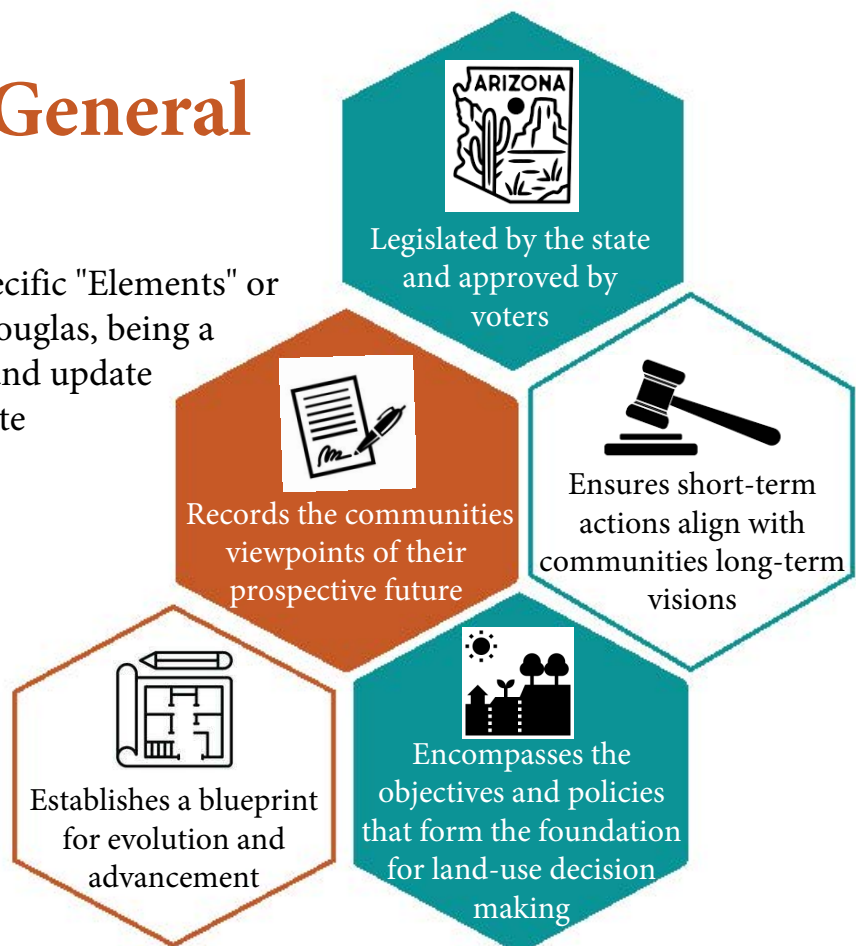 General
ecific "Elements" or
ouglas, being a
and update
te
ARIZONA
Legislated by the state
and approved by
voters
Records the communities
viewpoints of their
prospective future
Ensures short-term
actions align with
communities long-term
visions
Establishes a blueprint
for evolution and
advancement
Encompasses the
objectives and policies
that form the foundation
for land-use decision
making